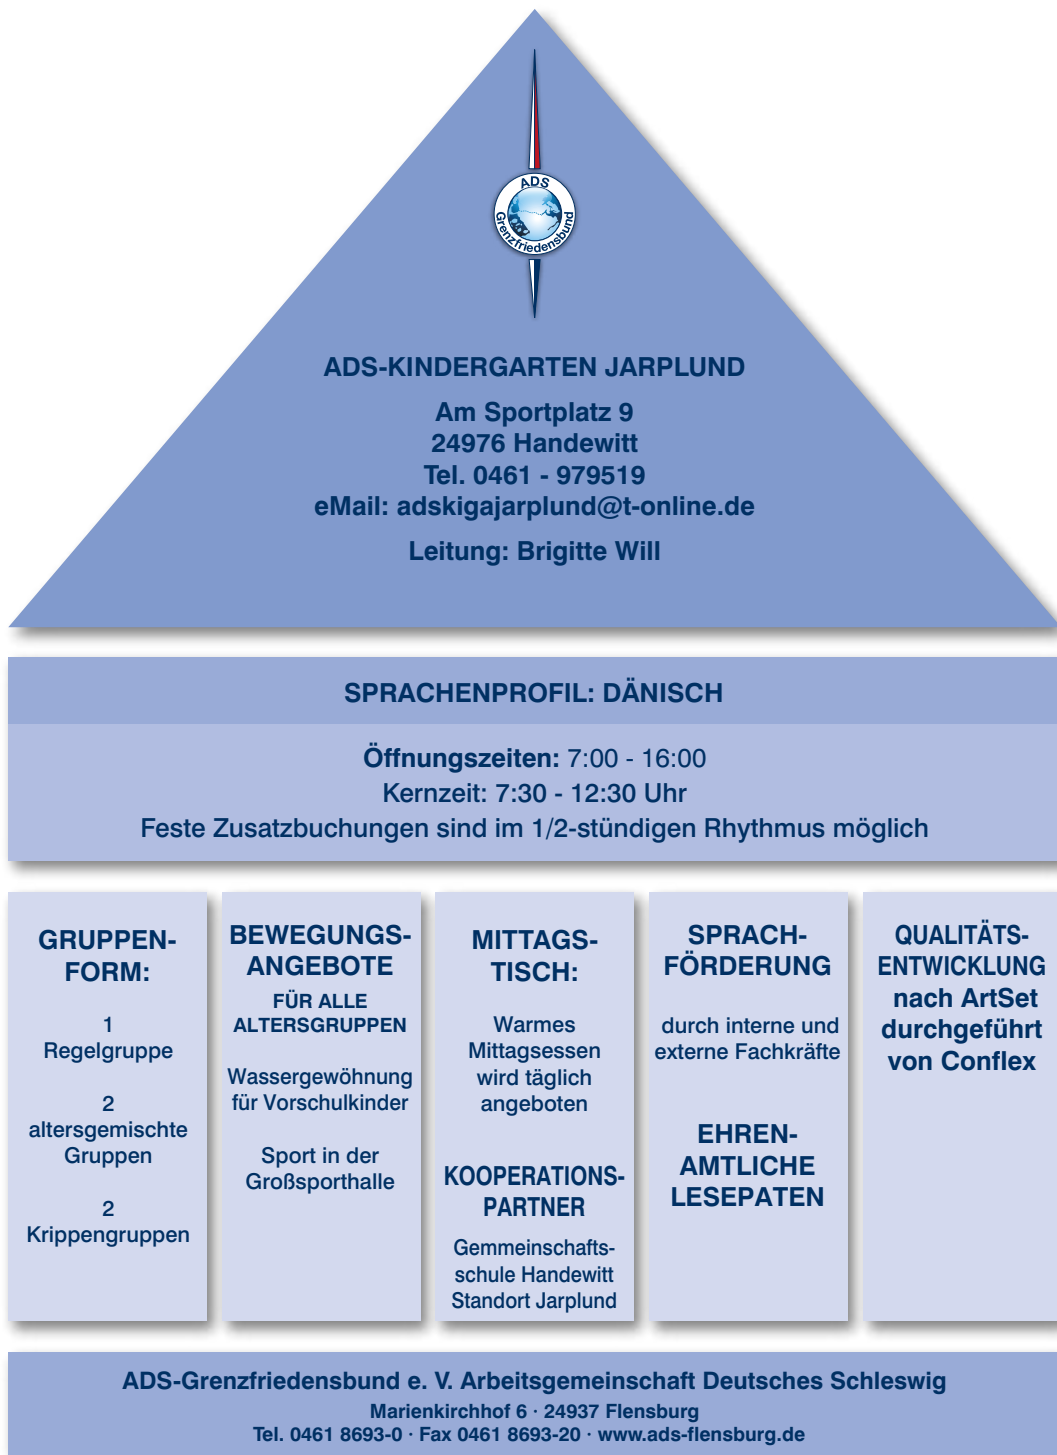 ADS
Grenzfriedensbund
ADS-KINDERGARTEN JARPLUND
Am Sportplatz 9
24976 Handewitt
Tel. 0461 - 979519
eMail: adskigajarplund@t-online.de
Leitung: Brigitte Will
SPRACHENPROFIL: DÄNISCH
Öffnungszeiten: 7:00 - 16:00
Kernzeit: 7:30 - 12:30 Uhr
Feste Zusatzbuchungen sind im 1/2-stündigen Rhythmus möglich
GRUPPEN-
FORM:
1
Regelgruppe
2
altersgemischte
Gruppen
2
Krippengruppen
BEWEGUNGS-
ANGEBOTE
FÜR ALLE
ALTERSGRUPPEN
Wassergewöhnung
für Vorschulkinder
Sport in der
Großsporthalle
MITTAGS-
TISCH:
Warmes
Mittagsessen
wird täglich
angeboten
KOOPERATIONS-
PARTNER
Gemmeinschafts-
schule Handewitt
Standort Jarplund
SPRACH-
FÖRDERUNG
durch interne und
externe Fachkräfte
EHREN-
AMTLICHE
LESEPATEN
QUALITÄTS-
ENTWICKLUNG
nach ArtSet
durchgeführt
von Conflex
ADS-Grenzfriedensbund e. V. Arbeitsgemeinschaft Deutsches Schleswig
Marienkirchhof 6 · 24937 Flensburg
Tel. 0461 8693-0 · Fax 0461 8693-20 · www.ads-flensburg.de